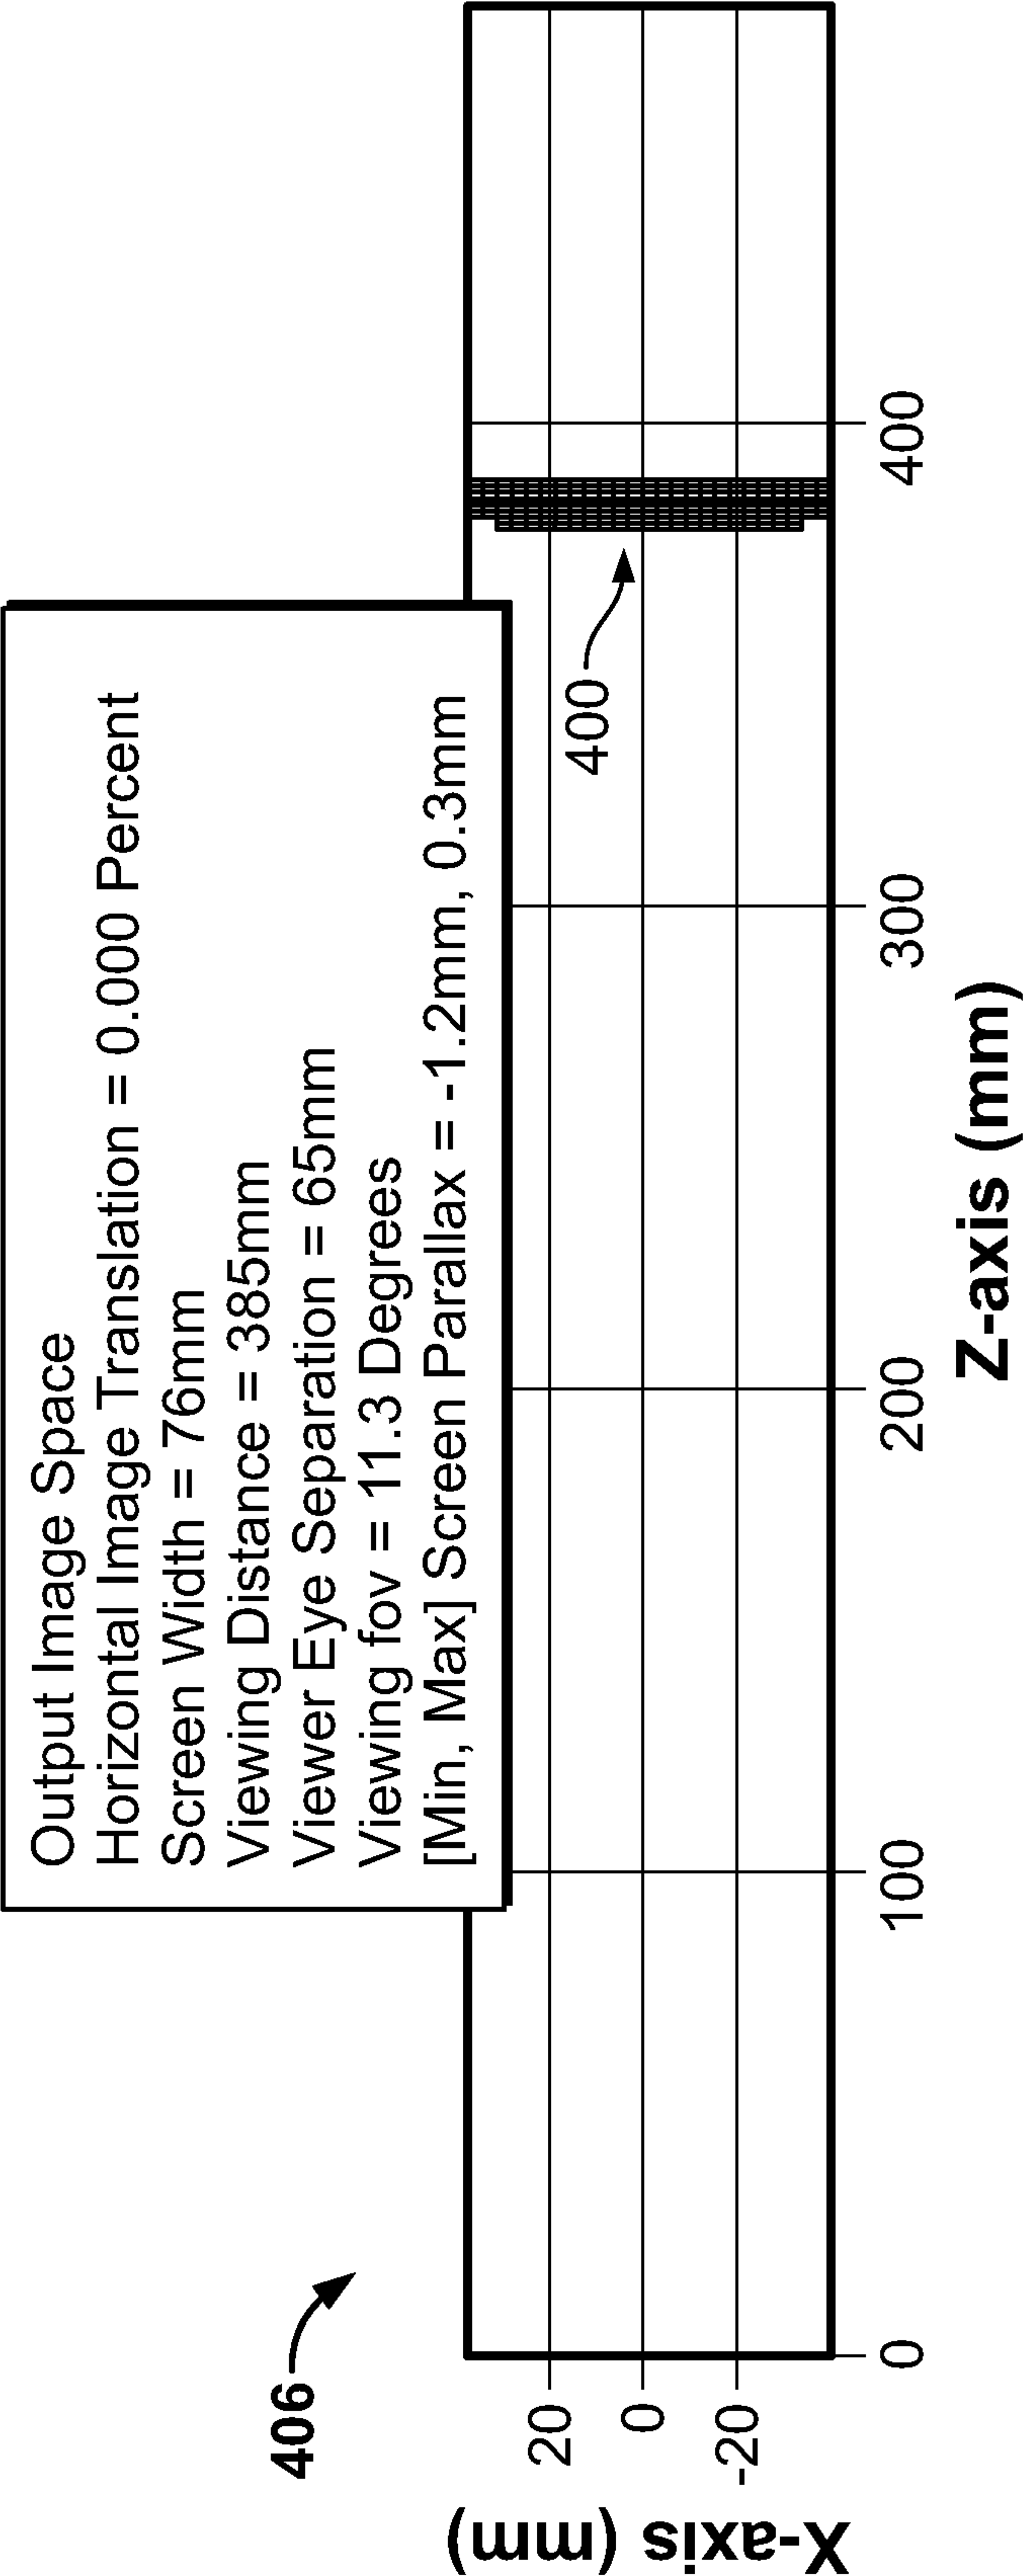 406
Output Image Space
Horizontal Image Translation = 0.000 Percent
Screen Width = 76mm
Viewing Distance = 385mm
Viewer Eye Separation = 65mm
Viewing fov = 11.3 Degrees
[Min, Max] Screen Parallax = -1.2mm, 0.3mm
400
X-axis (mm)
20
0
-20
0
100
200
300
400
Z-axis (mm)